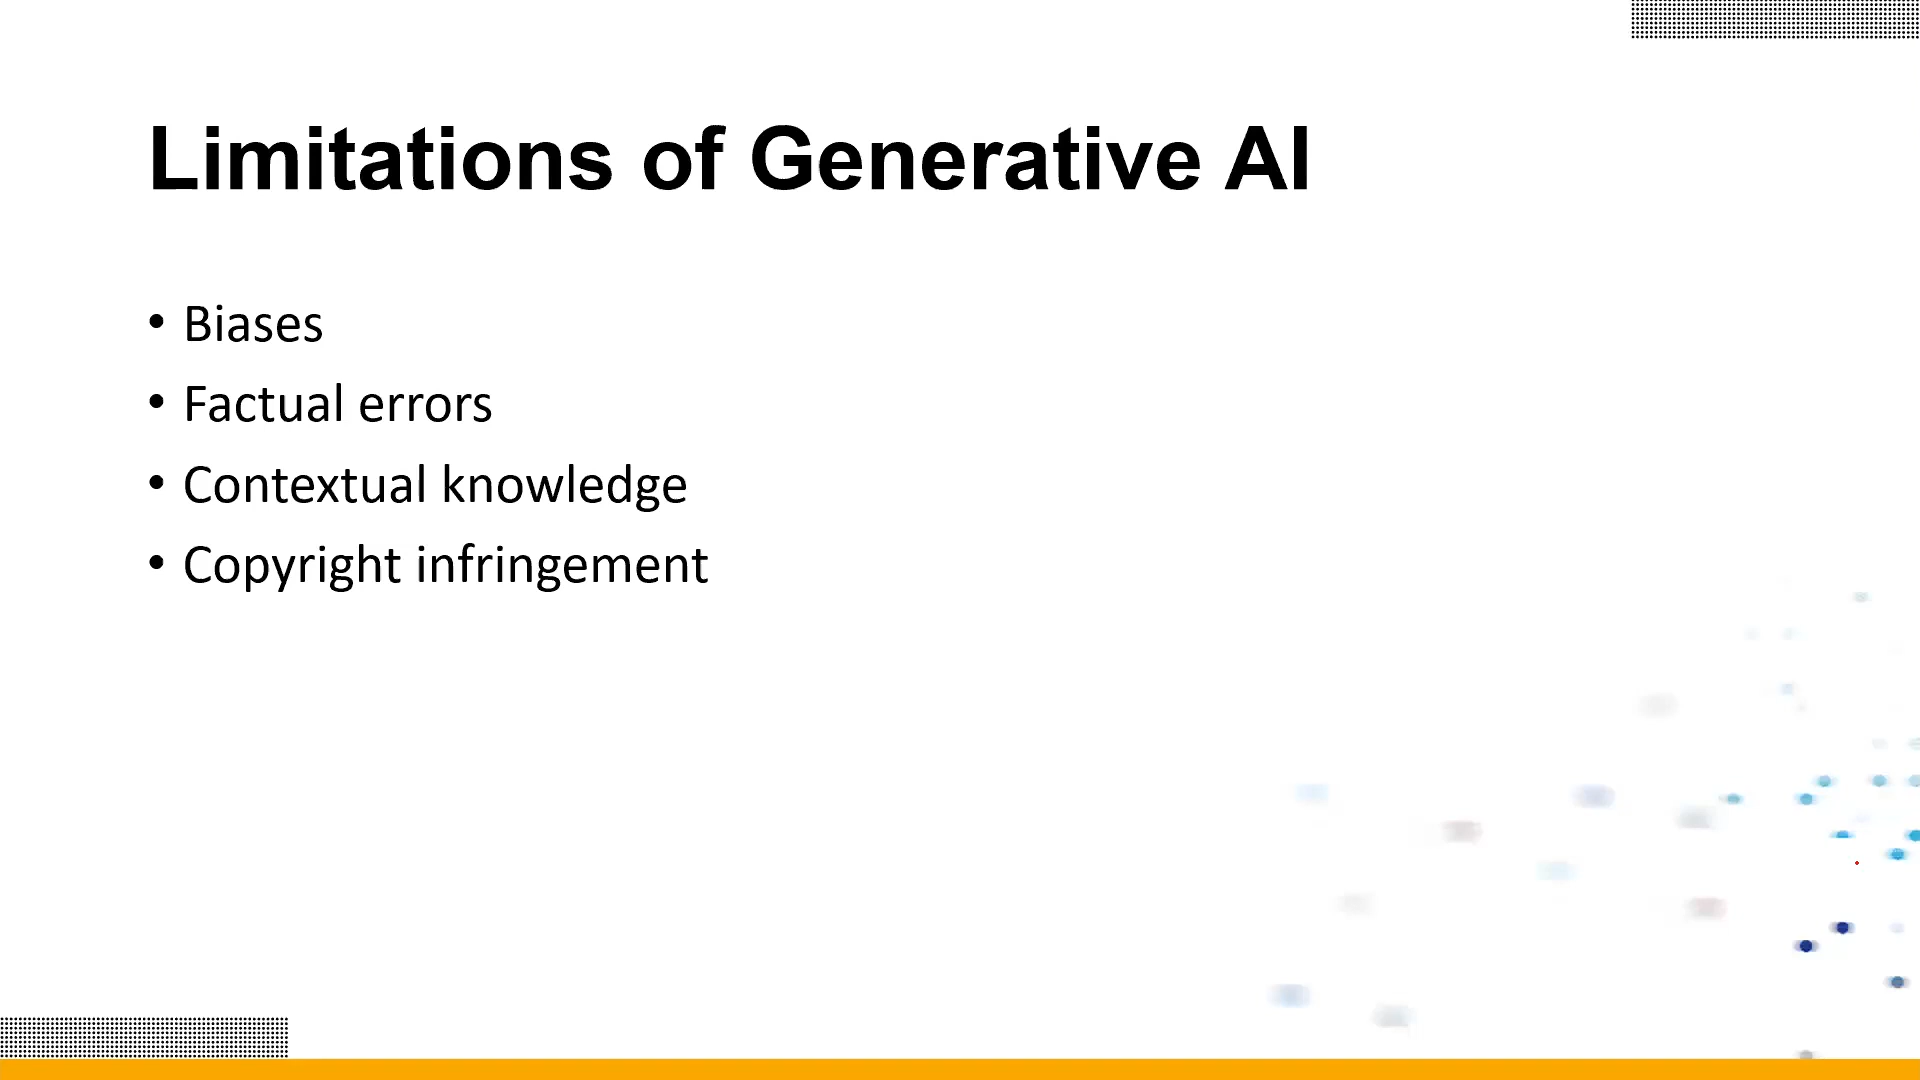 Limitations of Generative AI
• Biases
• Factual errors
• Contextual knowledge
• Copyright infringement